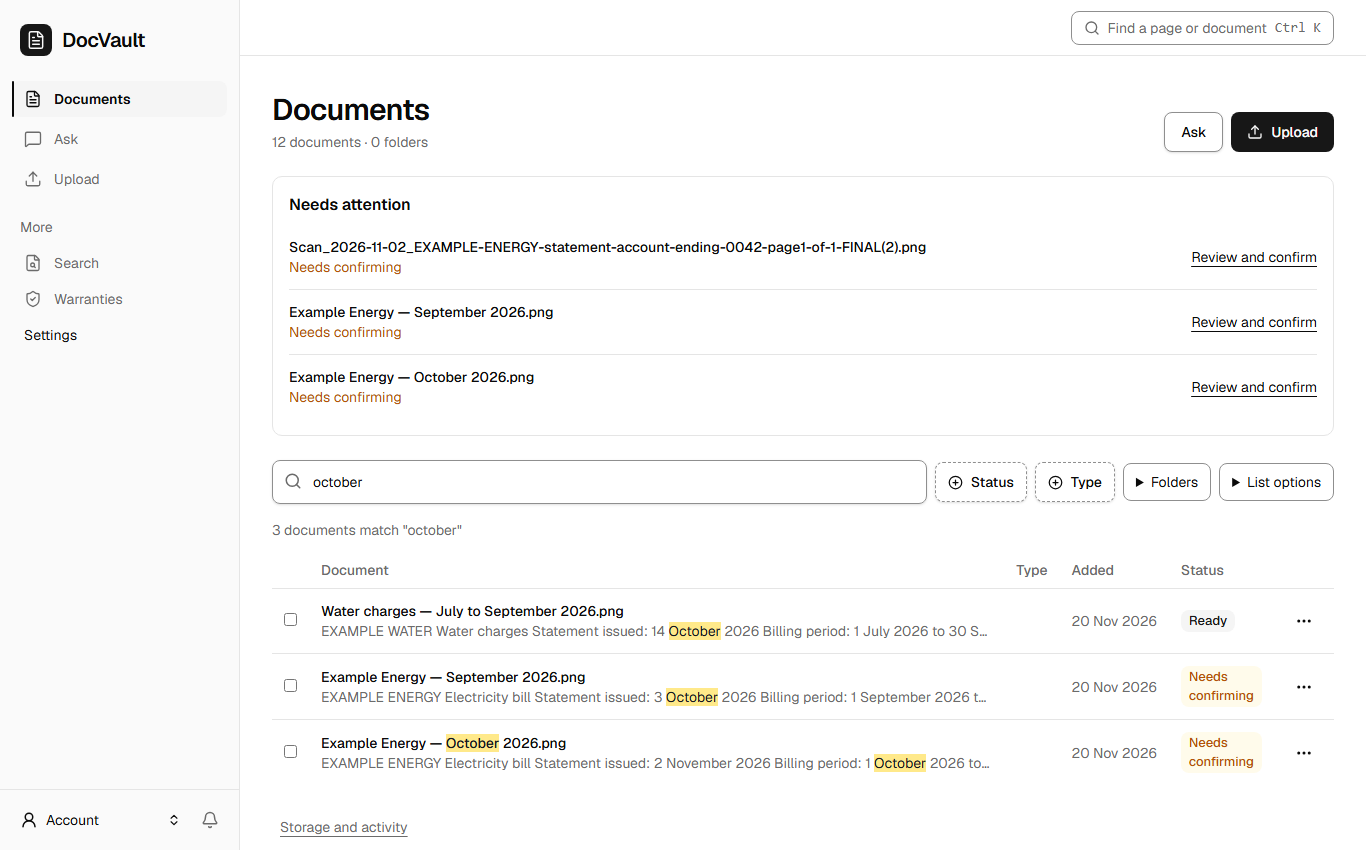 DocVault
Find a page or document Ctrl K
Documents
Ask
Upload
More
Search
Warranties
Settings
Account
Documents
12 documents · 0 folders
Ask
Upload
Needs attention
Scan_2026-11-02_EXAMPLE-ENERGY-statement-account-ending-0042-page1-of-1-FINAL(2).png
Needs confirming
Review and confirm
Example Energy — September 2026.png
Needs confirming
Review and confirm
Example Energy — October 2026.png
Needs confirming
Review and confirm
october
Status
Type
Folders
List options
3 documents match "october"
Document Type Added Status
Water charges — July to September 2026.png
EXAMPLE WATER Water charges Statement issued: 14 October 2026 Billing period: 1 July 2026 to 30 S…
20 Nov 2026
Ready
Example Energy — September 2026.png
EXAMPLE ENERGY Electricity bill Statement issued: 3 October 2026 Billing period: 1 September 2026 t…
20 Nov 2026
Needs
confirming
Example Energy — October 2026.png
EXAMPLE ENERGY Electricity bill Statement issued: 2 November 2026 Billing period: 1 October 2026 to…
20 Nov 2026
Needs
confirming
Storage and activity